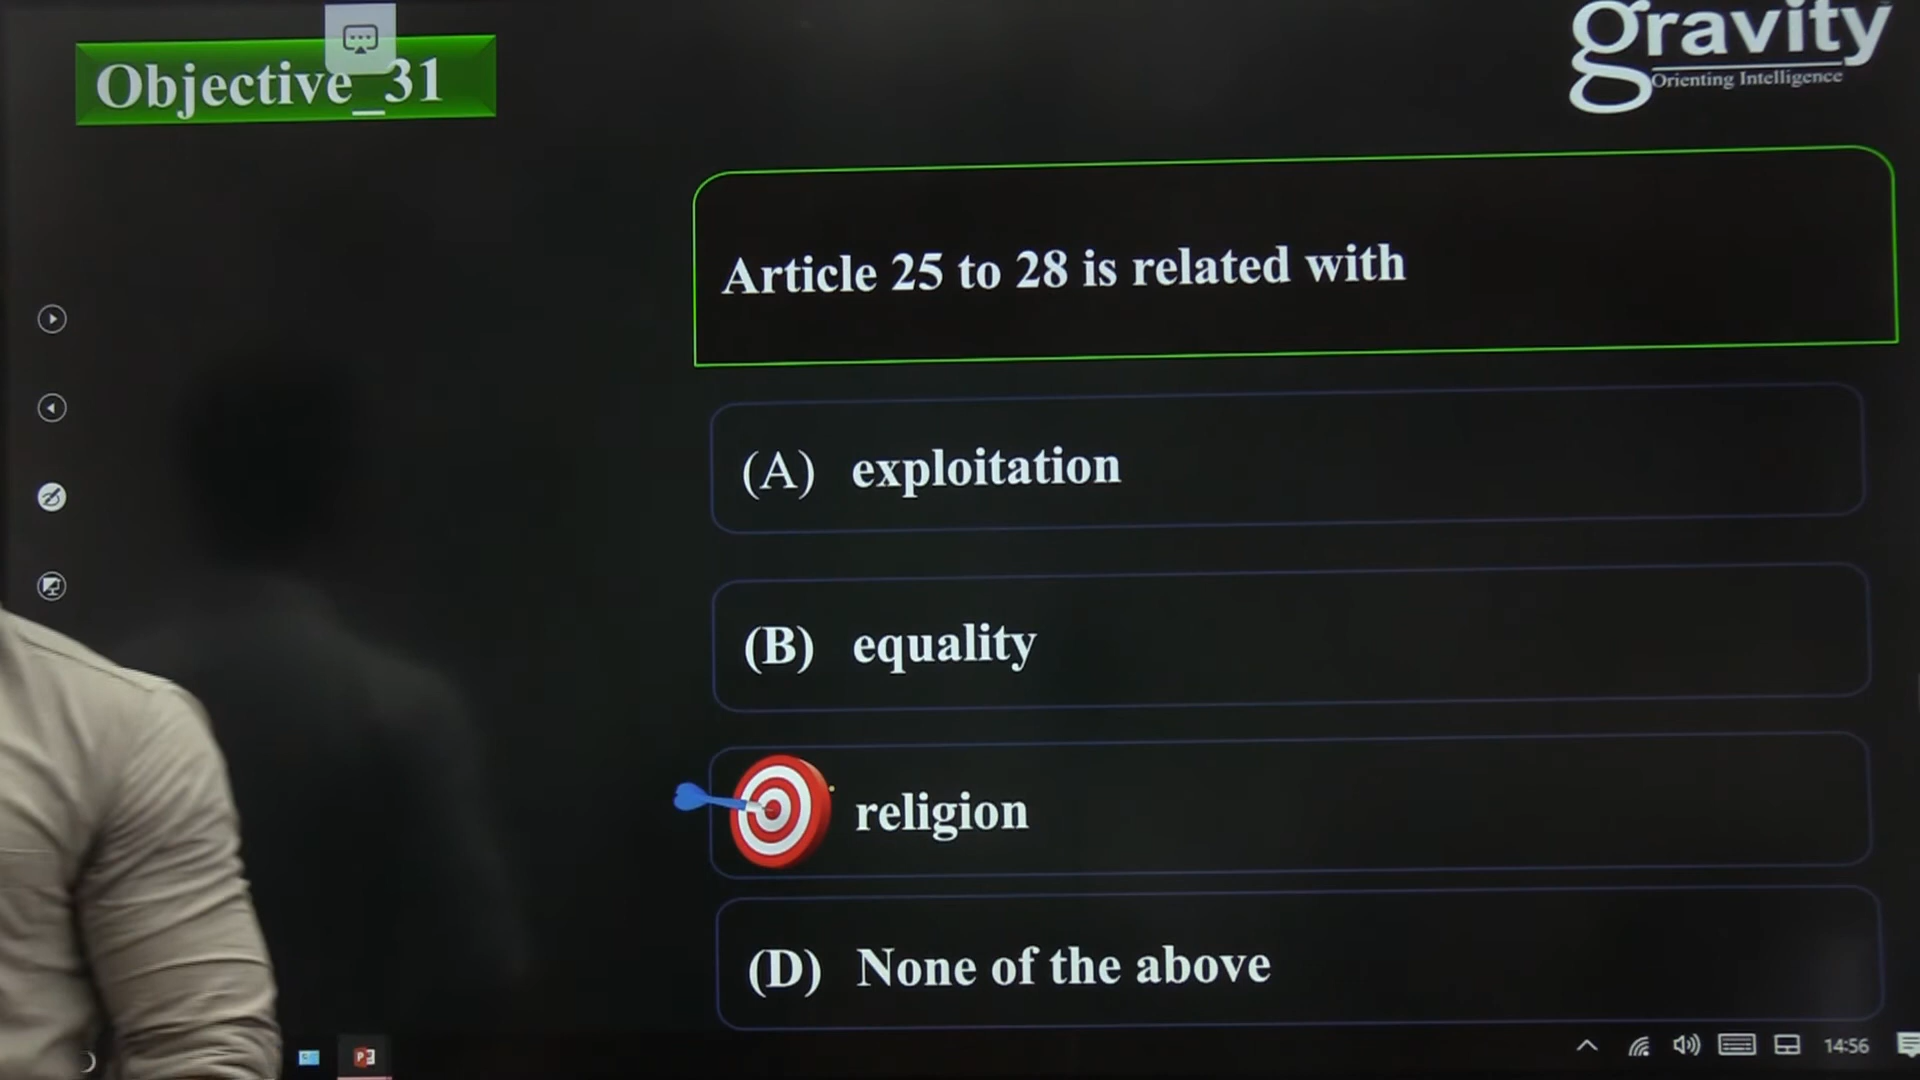 Objective_31
gravity
Orienting Intelligence
Article 25 to 28 is related with
(A) exploitation
(B) equality
religion
(D) None of the above
14:56